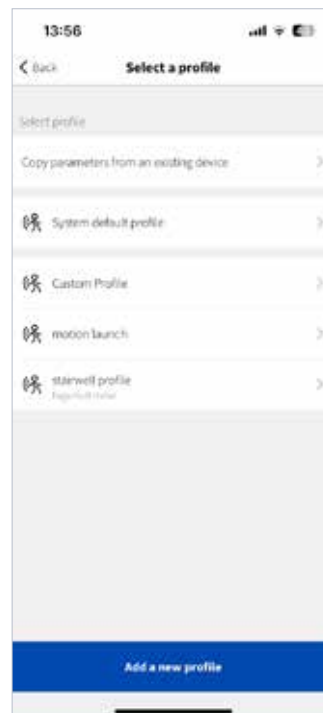 13:56
Back
Select a profile
Select profile
Copy parameters from an existing device
System default profile
Custom Profile
motion launch
stairwell profile
Add a new profile